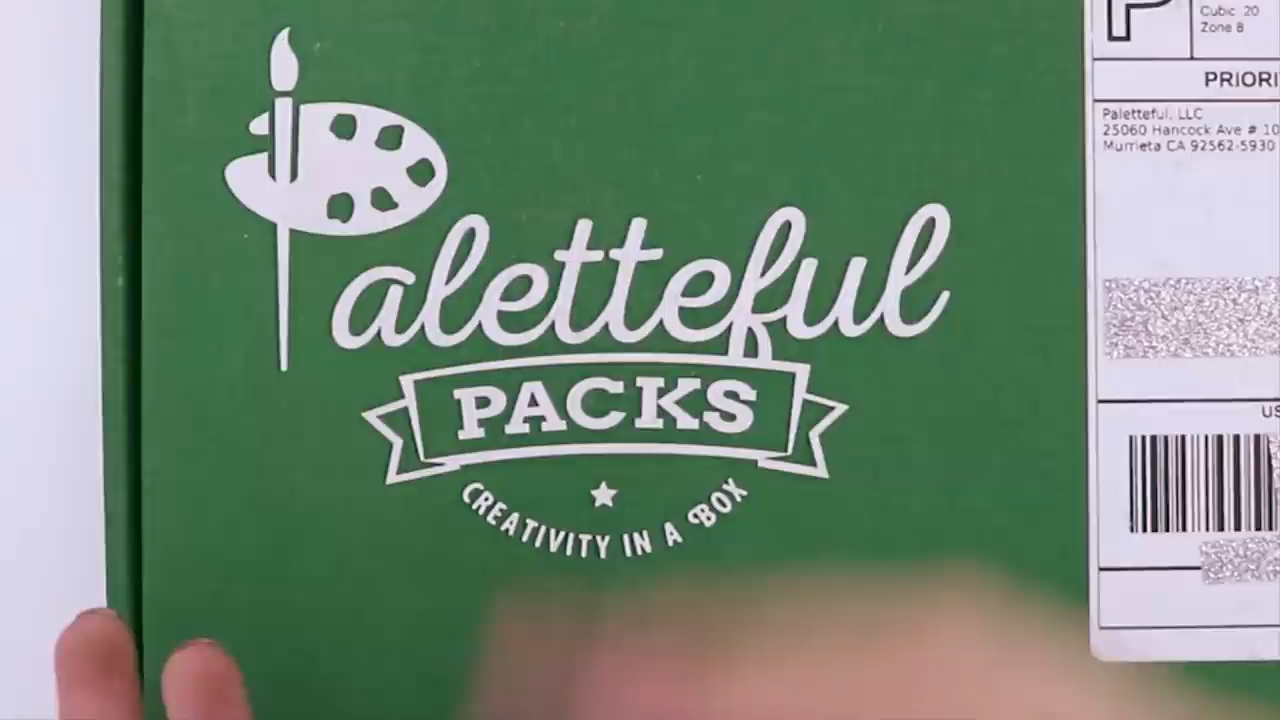 Paletteful
PACKS
CREATIVITY IN A BOX
P
Cubic 20
Zone 8
PRIORI
Paletteful, LLC
25060 Hancock Ave # 10
Murrieta CA 92562-5930
US